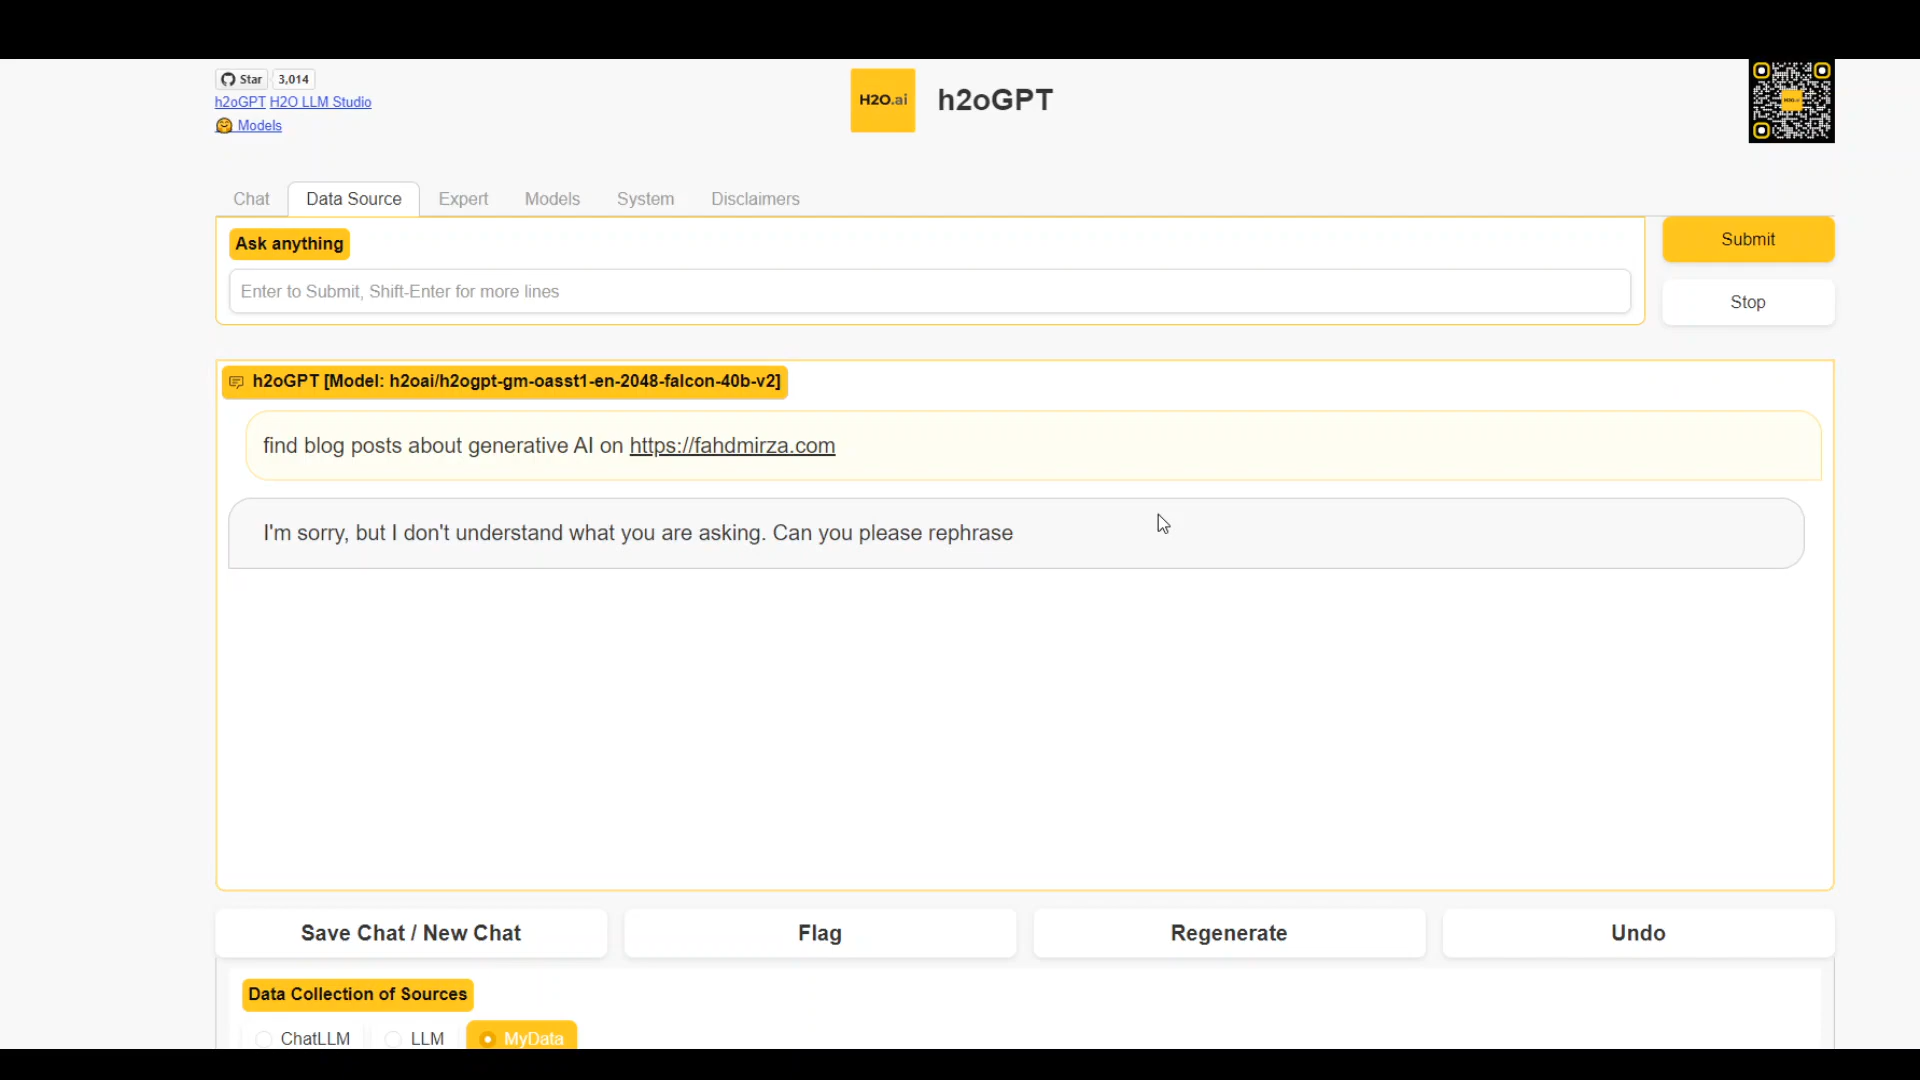 Star 3,014
h2oGPT H2O LLM Studio
Models
H2O.ai
h2oGPT
Chat Data Source Expert Models System Disclaimers
Ask anything
Enter to Submit, Shift-Enter for more lines
Submit
Stop
h2oGPT [Model: h2oai/h2ogpt-gm-oasst1-en-2048-falcon-40b-v2]
find blog posts about generative AI on https://fahdmirza.com
I'm sorry, but I don't understand what you are asking. Can you please rephrase
Save Chat / New Chat Flag Regenerate Undo
Data Collection of Sources
ChatLLM LLM MyData